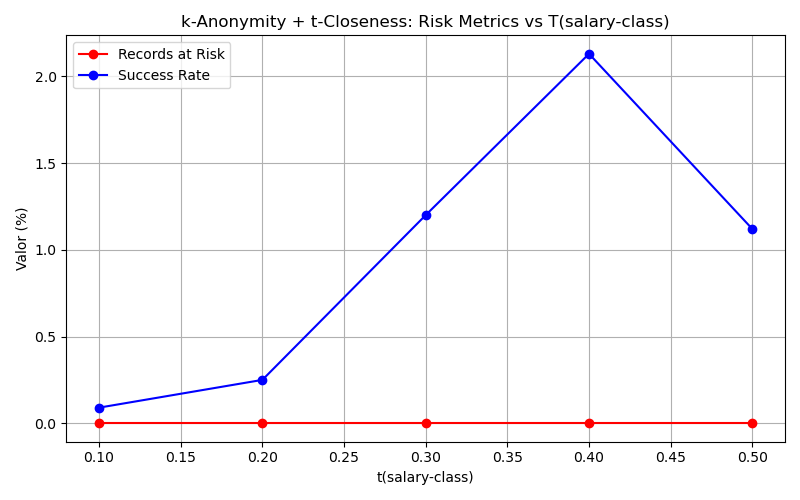 k-Anonymity + t-Closeness: Risk Metrics vs T(salary-class)
Records at Risk
Success Rate
Valor (%)
2.0
1.5
1.0
0.5
0.0
0.10 0.15 0.20 0.25 0.30 0.35 0.40 0.45 0.50
t(salary-class)